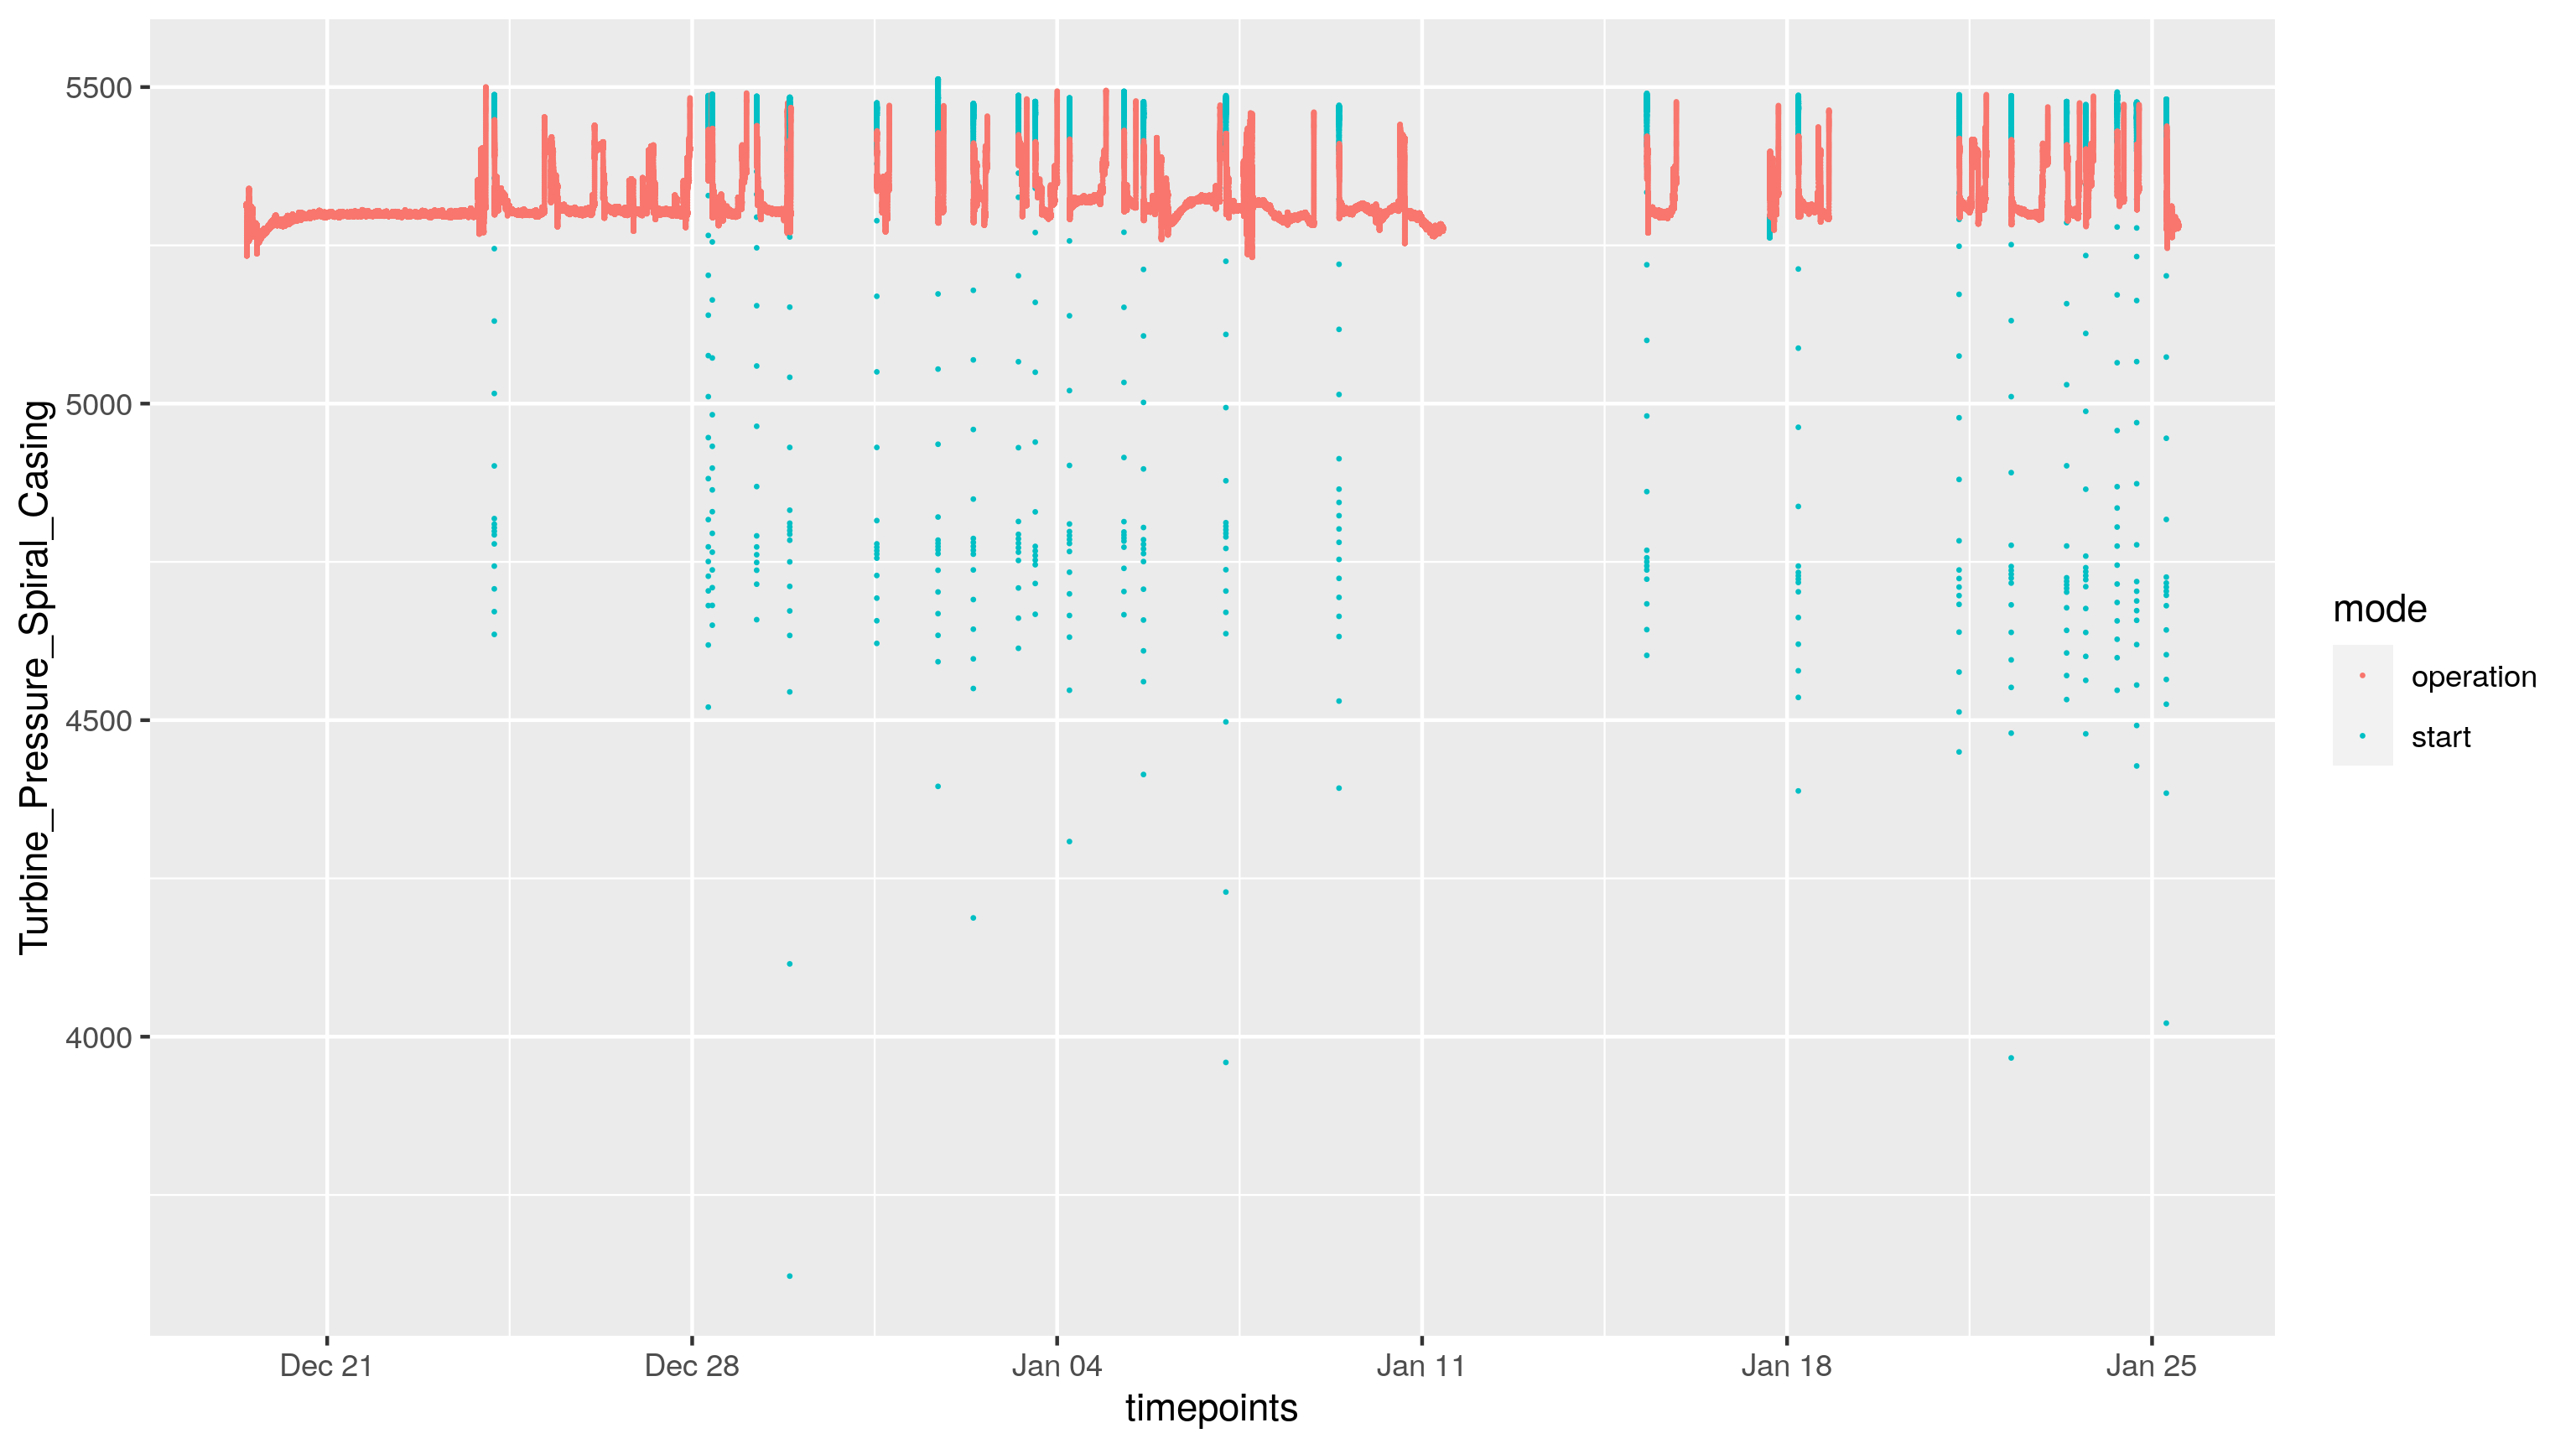 Turbine_Pressure_Spiral_Casing
5500
5000
4500
4000
Dec 21
Dec 28
Jan 04
Jan 11
Jan 18
Jan 25
timepoints
mode
operation
start